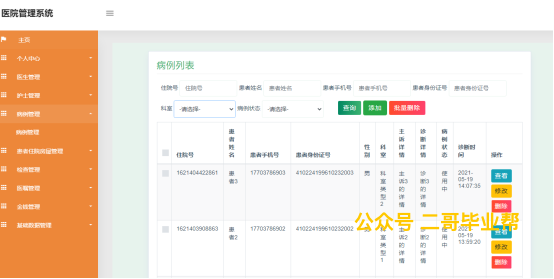 医院管理系统
主页
个人中心
医生管理
护士管理
病例管理
病例管理
患者住院房屋管理
检查管理
医嘱管理
业绩管理
基础数据管理
病例列表
住院号 住院号 患者姓名 患者姓名 患者手机号 患者手机号 患者身份证号 患者身份证号
科室 -请选择- 病例状态 -请选择- 查询 添加 批量删除
住院号 患者姓名 患者手机号 患者身份证号 性别 科室 主诉详情 诊断详情 病例状态 诊断时间 操作
1621404422861 患者3 17703786903 410224199610232003 男 科室类型2 主诉3的详情 诊断3的详情 使用中 2021-05-19 14:07:35 查看 修改 删除
1621403908863 患者2 17703786902 410224199610232002 科室类型1 主诉2的详情 诊断2的详情 使用中 13:59:20 查看 修改 删除
公众号 二哥毕业帮